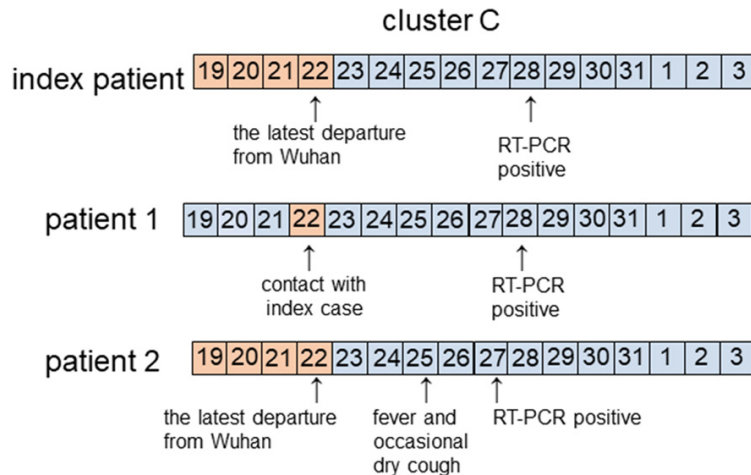 cluster C
index patient 19 20 21 22 23 24 25 26 27 28 29 30 31 1 2 3
the latest departure
from Wuhan
RT-PCR
positive
patient 1 19 20 21 22 23 24 25 26 27 28 29 30 31 1 2 3
contact with
index case
RT-PCR
positive
patient 2 19 20 21 22 23 24 25 26 27 28 29 30 31 1 2 3
the latest departure
from Wuhan
fever and
occasional
dry cough
RT-PCR positive